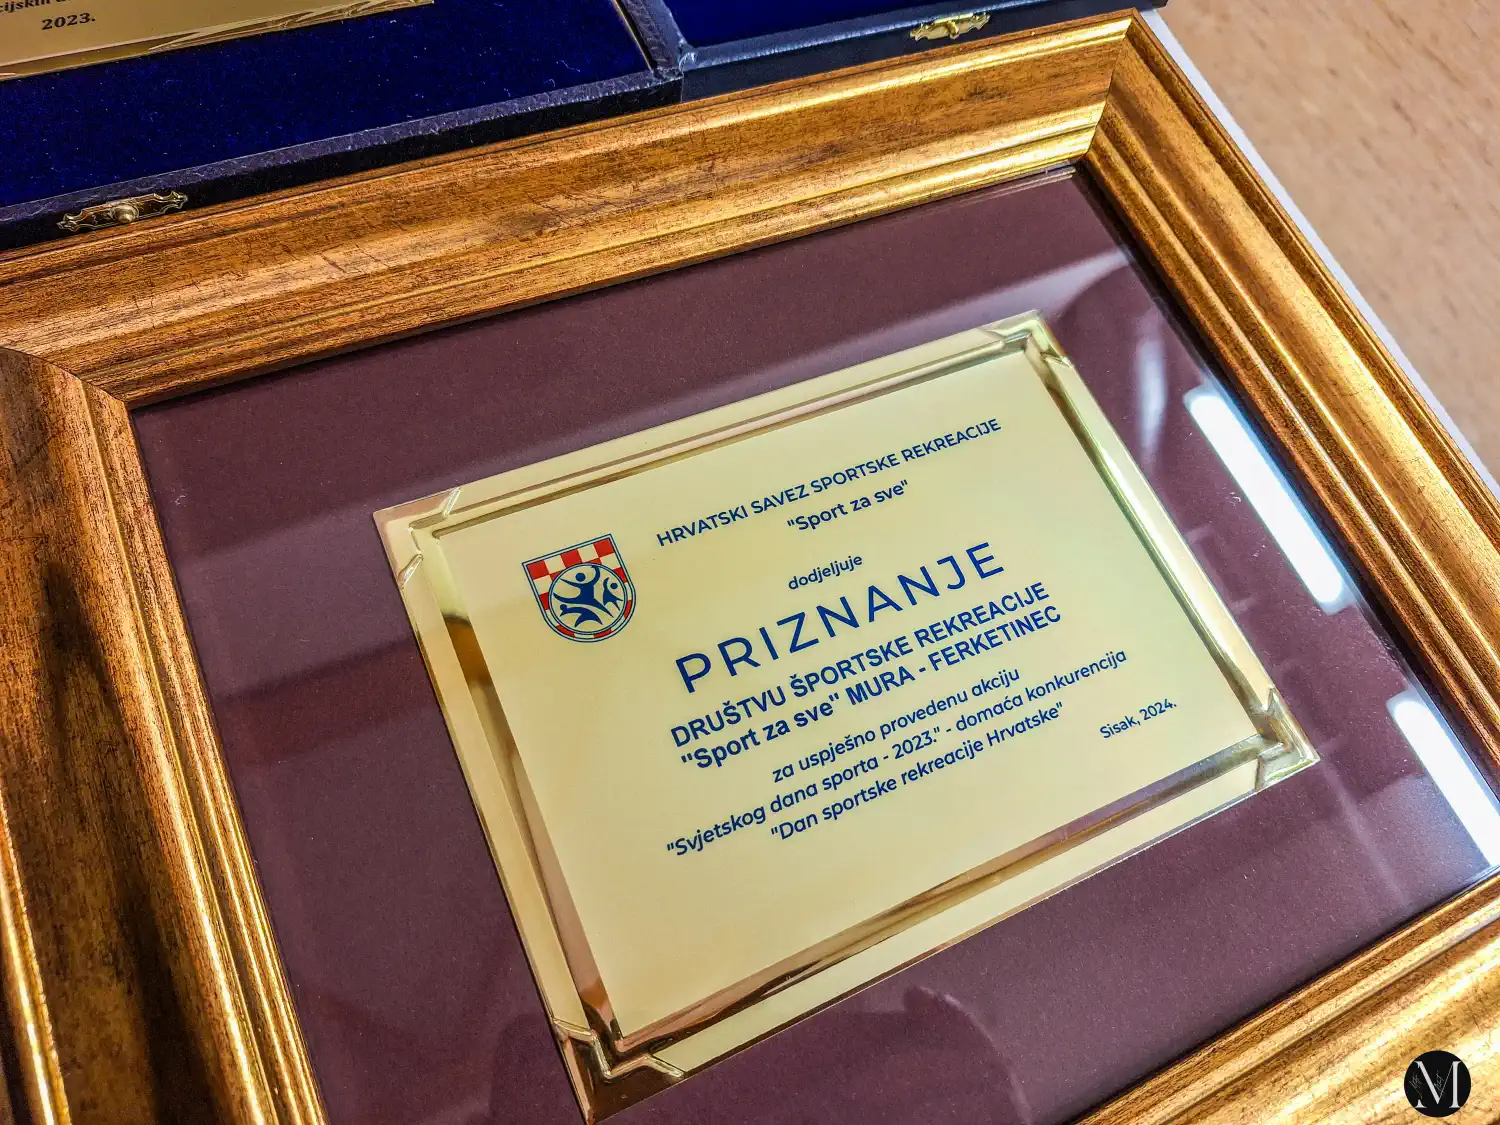 2023.
HRVATSKI SAVEZ SPORTSKE REKREACIJE
"Sport za sve"
dodjeljuje
PRIZNANJE
DRUŠTVU ŠPORTSKE REKREACIJE
"Sport za sve" MURA - FERKETINEC
za uspješno provedenu akciju
"Svjetskog dana sporta - 2023." - domaća konkurencija
"Dan sportske rekreacije Hrvatske"
Sisak, 2024.
M